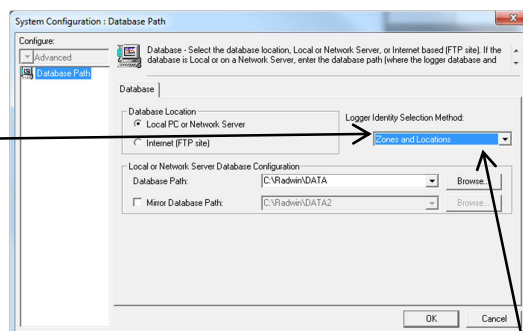 System Configuration : Database Path
Configure:
Advanced
Database Path
Database - Select the database location, Local or Network Server, or Internet based (FTP site). If the
database is Local or on a Network Server, enter the database path (where the logger database and
Database
Database Location
Local PC or Network Server
Internet (FTP site)
Logger Identity Selection Method:
Zones and Locations
Local or Network Server Database Configuration
Database Path:
C:\Radwin\DATA
Browse...
Mirror Database Path:
C:\Radwin\DATA2
Browse...
OK
Cancel